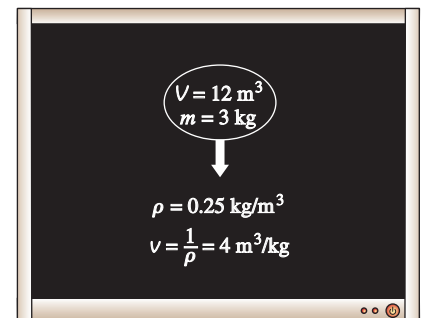 V = 12 m³
m = 3 kg
ρ = 0.25 kg/m³
v = 1/ρ = 4 m³/kg